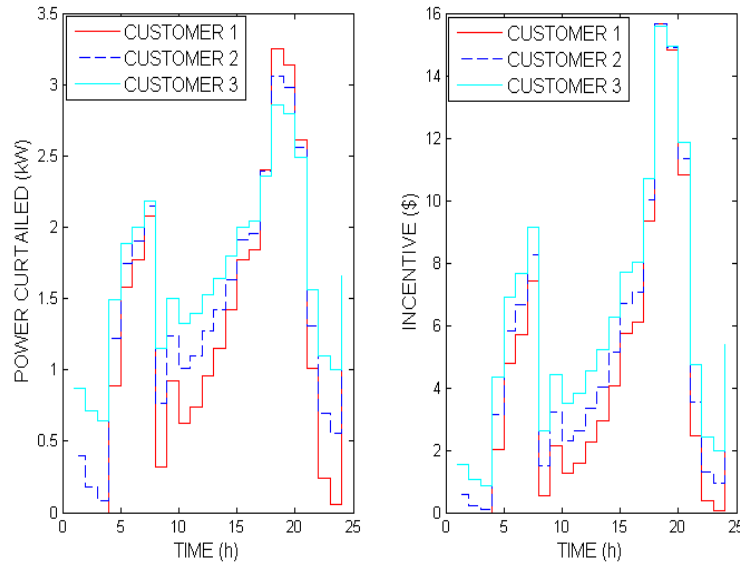 CUSTOMER 1
CUSTOMER 2
CUSTOMER 3
POWER CURTAILED (kW)
3.5
3
2.5
2
1.5
1
0.5
0
0 5 10 15 20 25
TIME (h)
CUSTOMER 1
CUSTOMER 2
CUSTOMER 3
INCENTIVE ($)
16
14
12
10
8
6
4
2
0
0 5 10 15 20 25
TIME (h)